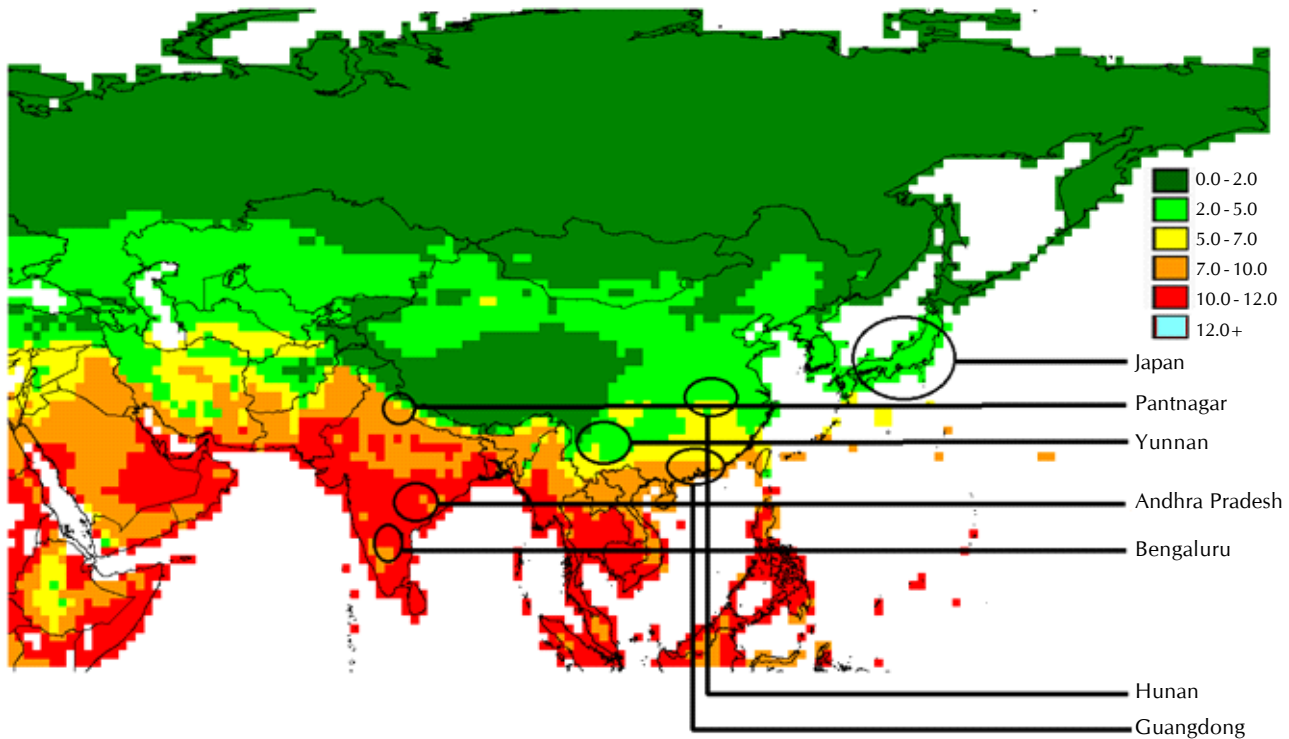 0.0 - 2.0
2.0 - 5.0
5.0 - 7.0
7.0 - 10.0
10.0 - 12.0
12.0 +
Japan
Pantnagar
Yunnan
Andhra Pradesh
Bengaluru
Hunan
Guangdong